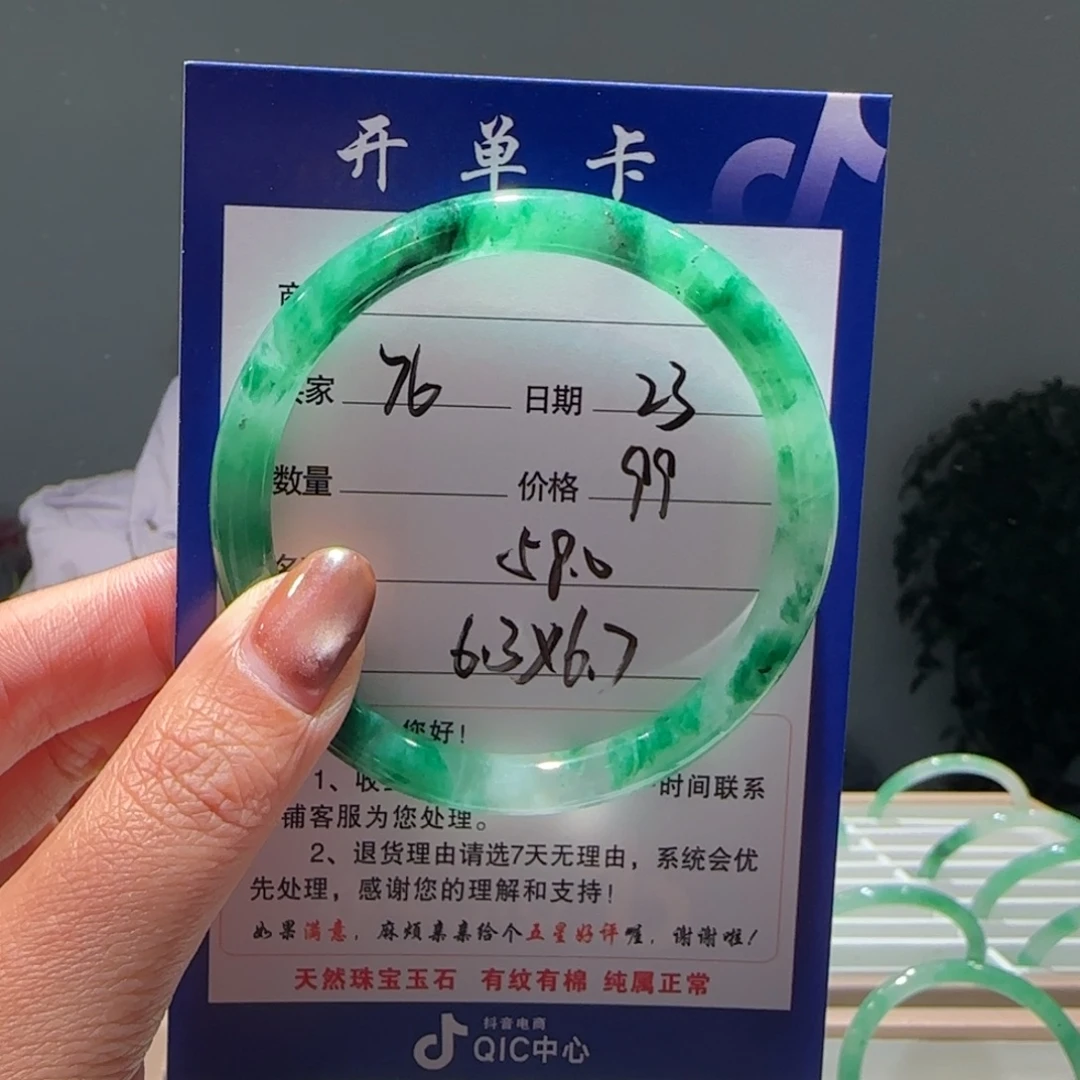 开单卡
商
家 76 日期 23
数量 价格 99
59.0
6.3X6.7
您好!
1、收 时间联系
铺客服为您处理。
2、退货理由请选7天无理由,系统会优
先处理,感谢您的理解和支持!
如果满意,麻烦亲亲给个五星好评喔,谢谢啦!
天然珠宝玉石 有纹有棉 纯属正常
抖音电商
QIC中心